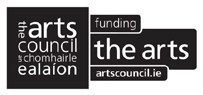 the arts
council
an chomhairle
ealaíon
funding
the arts
artscouncil.ie